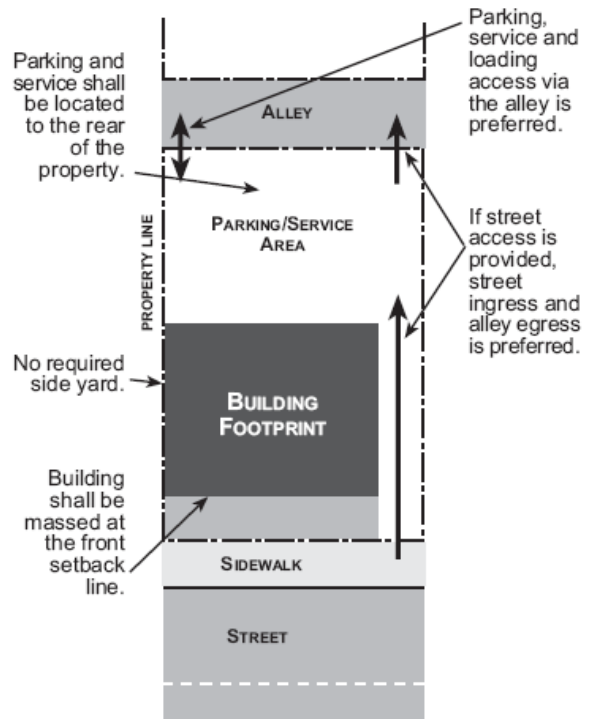 Parking and
service shall
be located
to the rear
of the
property.
Parking,
service and
loading
access via
the alley is
preferred.
ALLEY
PARKING/SERVICE
AREA
PROPERTY LINE
If street
access is
provided,
street
ingress and
alley egress
is preferred.
No required
side yard.
BUILDING
FOOTPRINT
Building
shall be
massed at
the front
setback
line.
SIDEWALK
STREET